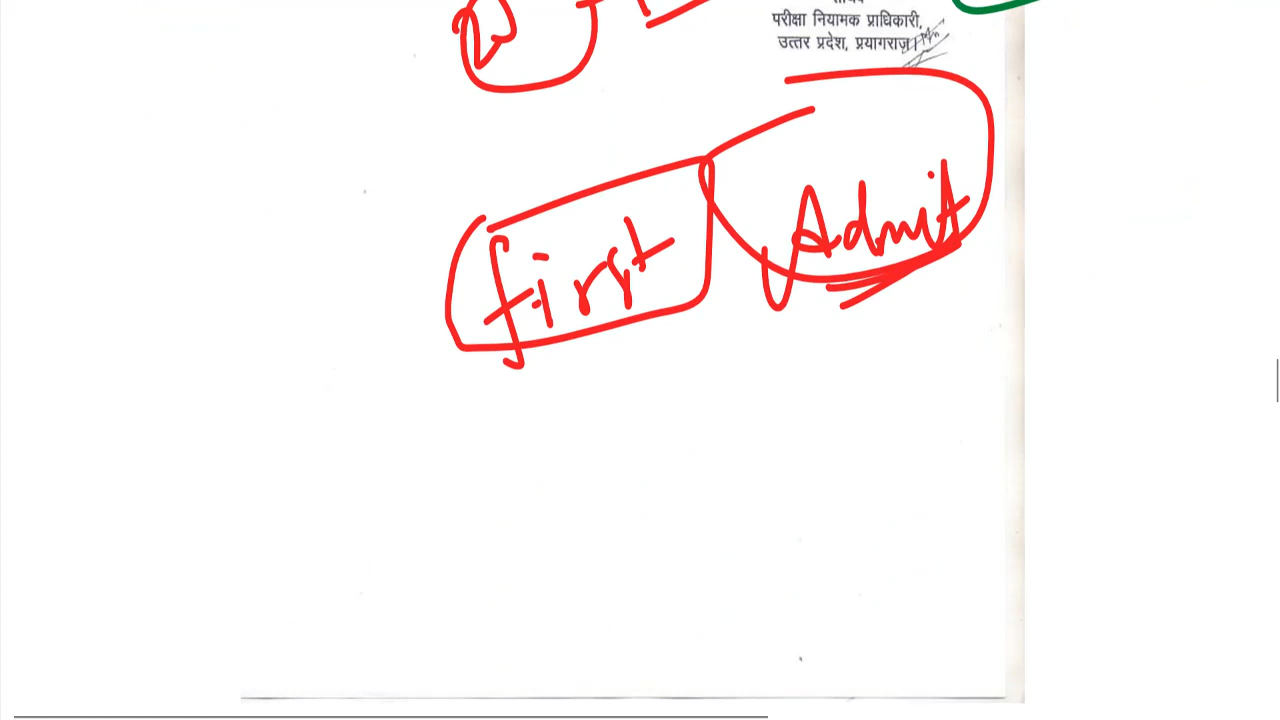 परीक्षा नियामक प्राधिकारी,
उत्तर प्रदेश, प्रयागराज।
first Admit